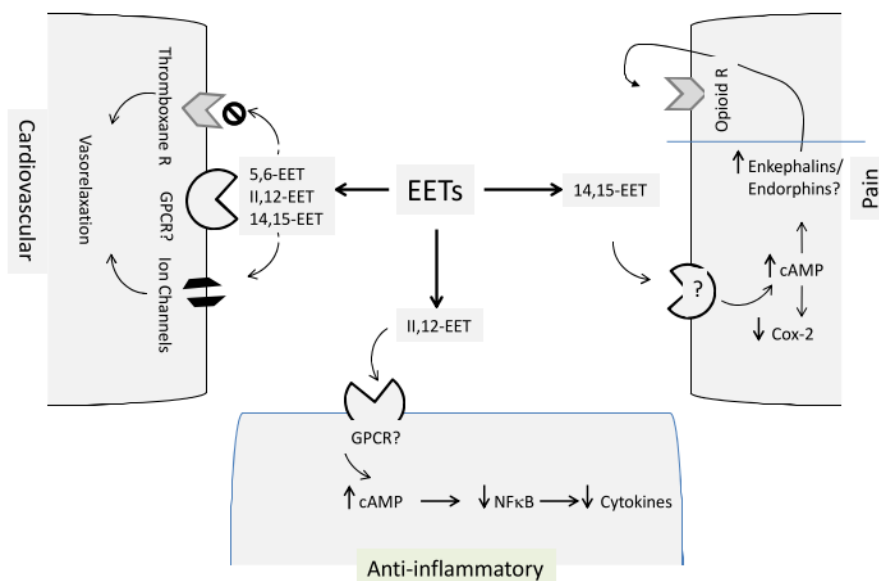 Cardiovascular
Vasorelaxation
Thromboxane R
GPCR?
Ion Channels
5,6-EET
II,12-EET
14,15-EET
EETs
14,15-EET
II,12-EET
GPCR?
cAMP
NFκB
Cytokines
Anti-inflammatory
Opioid R
Enkephalins/
Endorphins?
cAMP
Cox-2
?
Pain